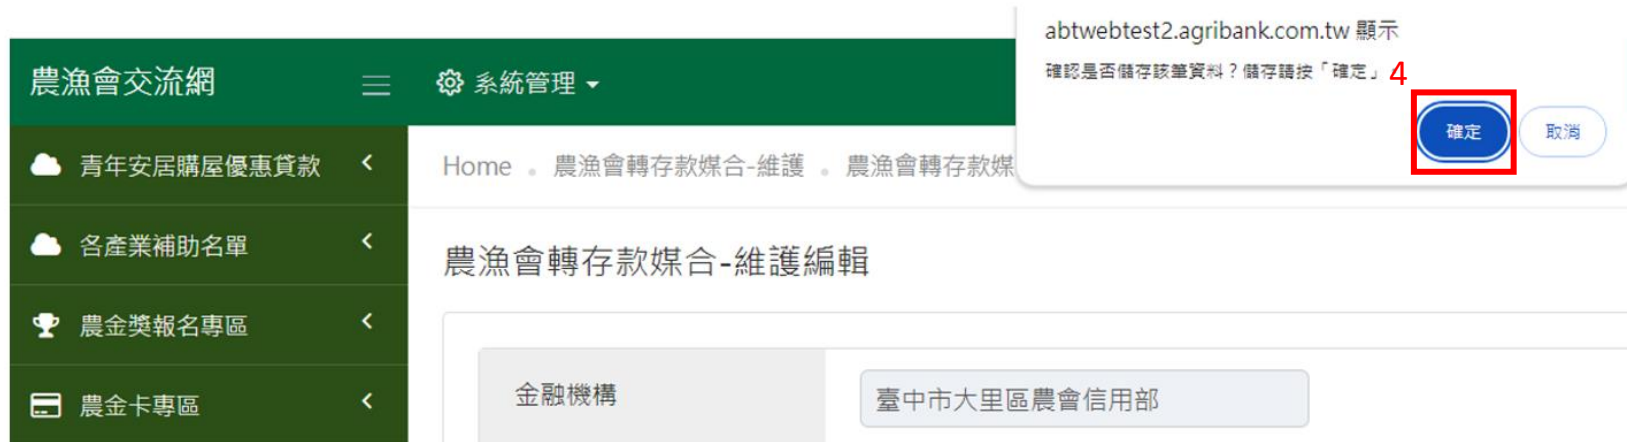 abtwebtest2.agribank.com.tw 顯示
確認是否儲存該筆資料？儲存請按「確定」 4
確定 取消
農漁會交流網 系統管理
青年安居購屋優惠貸款
各產業補助名單
農金獎報名專區
農金卡專區
Home 農漁會轉存款媒合-維護 農漁會轉存款媒
農漁會轉存款媒合-維護編輯
金融機構 臺中市大里區農會信用部